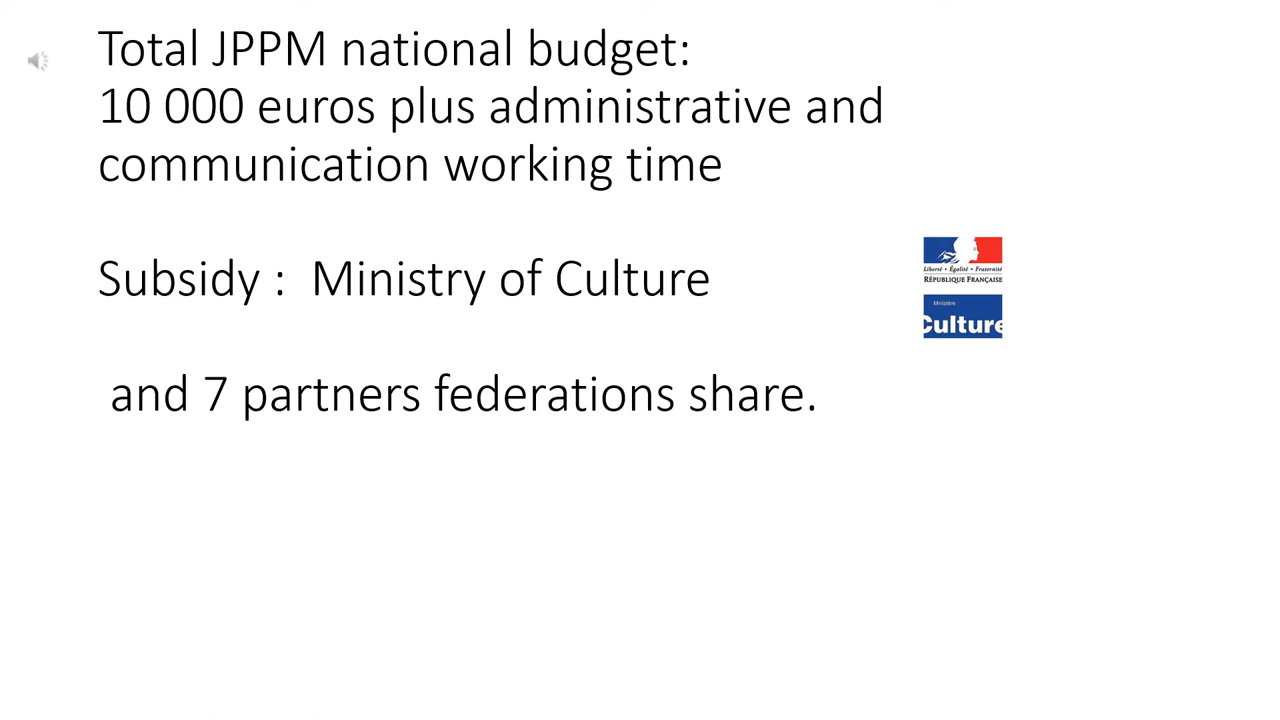 Total JPPM national budget:
10 000 euros plus administrative and
communication working time
Subsidy :  Ministry of Culture
Liberté • Égalité • Fraternité
RÉPUBLIQUE FRANÇAISE
Ministère
Culture
and 7 partners federations share.